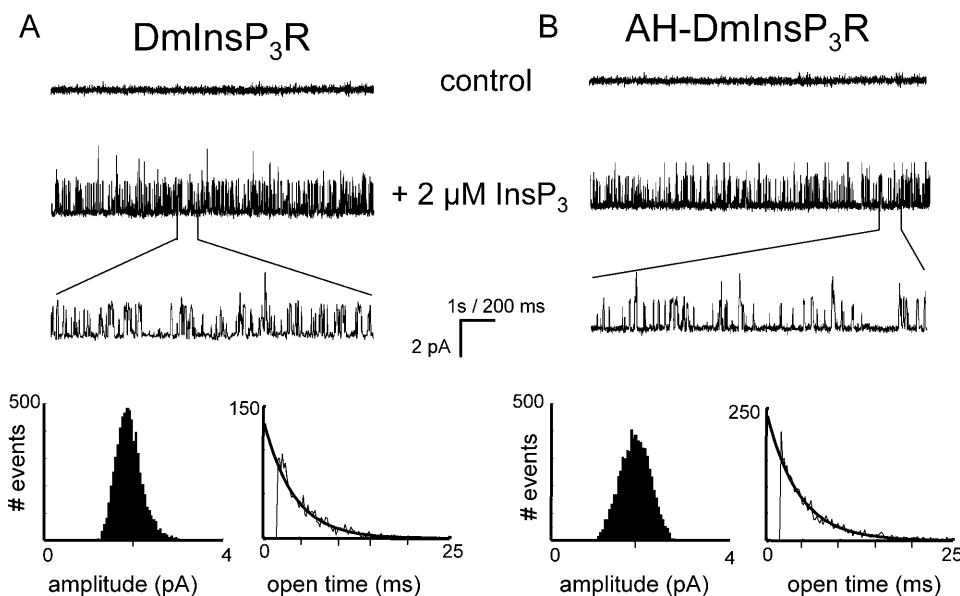 A
DmInsP₃R
B
AH-DmInsP₃R
control
+ 2 µM InsP₃
1s / 200 ms
2 pA
500
# events
0
4
amplitude (pA)
150
0
25
open time (ms)
500
# events
0
4
amplitude (pA)
250
0
25
open time (ms)